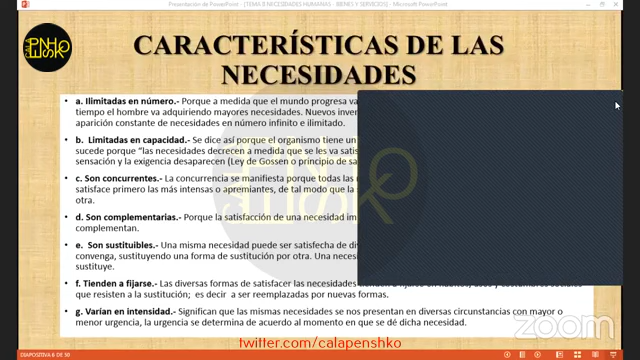 Presentación de PowerPoint - [TEMA 8 NECESIDADES HUMANAS - BIENES Y SERVICIOS] - Microsoft PowerPoint
CARACTERÍSTICAS DE LAS
NECESIDADES
a. Ilimitadas en número.- Porque a medida que el mundo progresa va
tiempo el hombre va adquiriendo mayores necesidades. Nuevos inven
aparición constante de necesidades en número infinito e ilimitado.
b. Limitadas en capacidad.- Se dice así porque el organismo tiene un
sucede porque "las necesidades decrecen a medida que se les va satis
sensación y la exigencia desaparecen (Ley de Gossen o principio de sa
c. Son concurrentes.- La concurrencia se manifiesta porque todas las
satisface primero las más intensas o apremiantes, de tal modo que la
otra.
d. Son complementarias.- Porque la satisfacción de una necesidad im
complementan.
e. Son sustituibles.- Una misma necesidad puede ser satisfecha de di
convenga, sustituyendo una forma de sustitución por otra. Una neces
sustituye.
f. Tienden a fijarse.- Las diversas formas de satisfacer las necesidades
que resisten a la sustitución; es decir a ser reemplazadas por nuevas formas.
g. Varían en intensidad.- Significan que las mismas necesidades se nos presentan en diversas circunstancias con mayor o
menor urgencia, la urgencia se determina de acuerdo al momento en que se dé dicha necesidad.
zoom
DIAPOSITIVA 6 DE 50
twitter.com/calapenshko